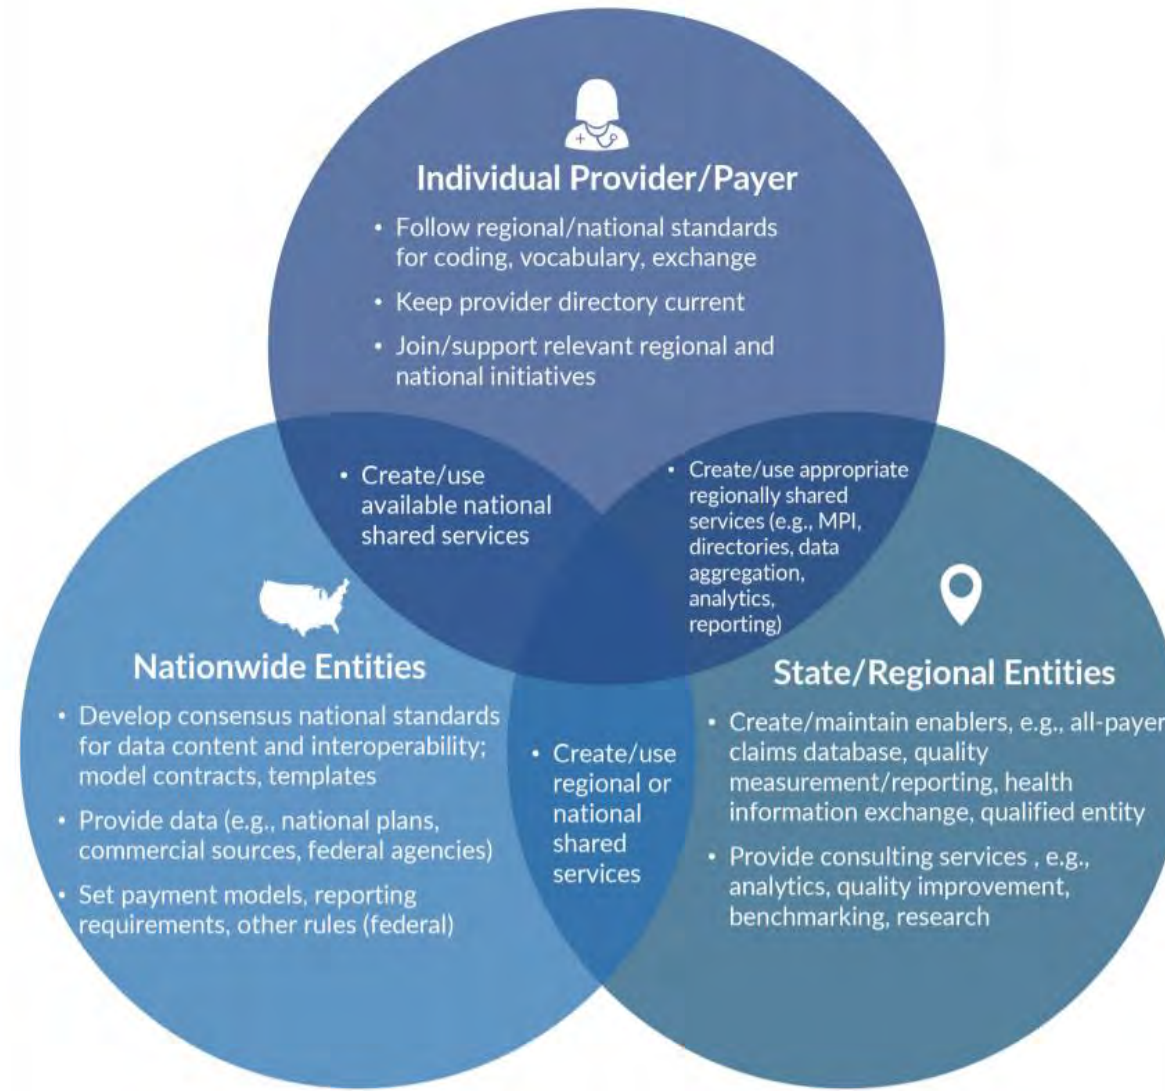 Individual Provider/Payer
• Follow regional/national standards
for coding, vocabulary, exchange
• Keep provider directory current
• Join/support relevant regional and
national initiatives
• Create/use
available national
shared services
• Create/use appropriate
regionally shared
services (e.g., MPI,
directories, data
aggregation,
analytics,
reporting)
Nationwide Entities
• Develop consensus national standards
for data content and interoperability;
model contracts, templates
• Provide data (e.g., national plans,
commercial sources, federal agencies)
• Set payment models, reporting
requirements, other rules (federal)
• Create/use
regional or
national
shared
services
State/Regional Entities
• Create/maintain enablers, e.g., all-payer
claims database, quality
measurement/reporting, health
information exchange, qualified entity
• Provide consulting services , e.g.,
analytics, quality improvement,
benchmarking, research